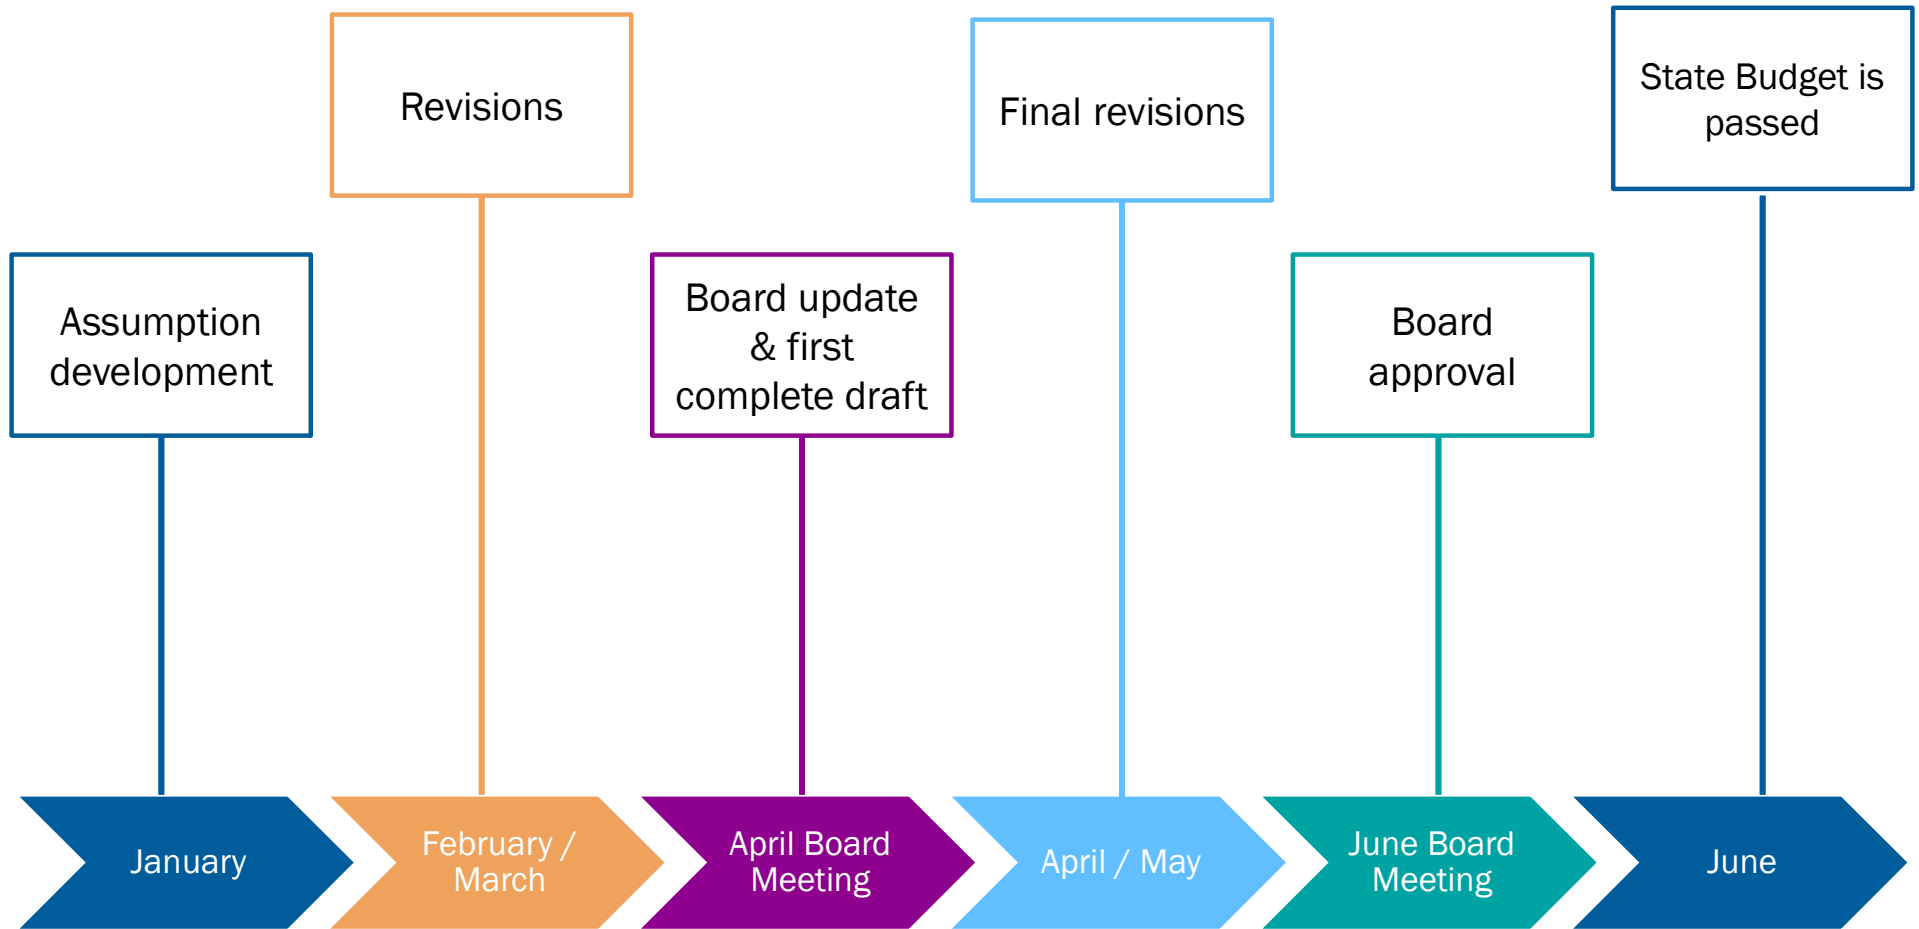 Revisions
Final revisions
State Budget is
passed
Assumption
development
Board update
& first
complete draft
Board
approval
January
February /
March
April Board
Meeting
April / May
June Board
Meeting
June